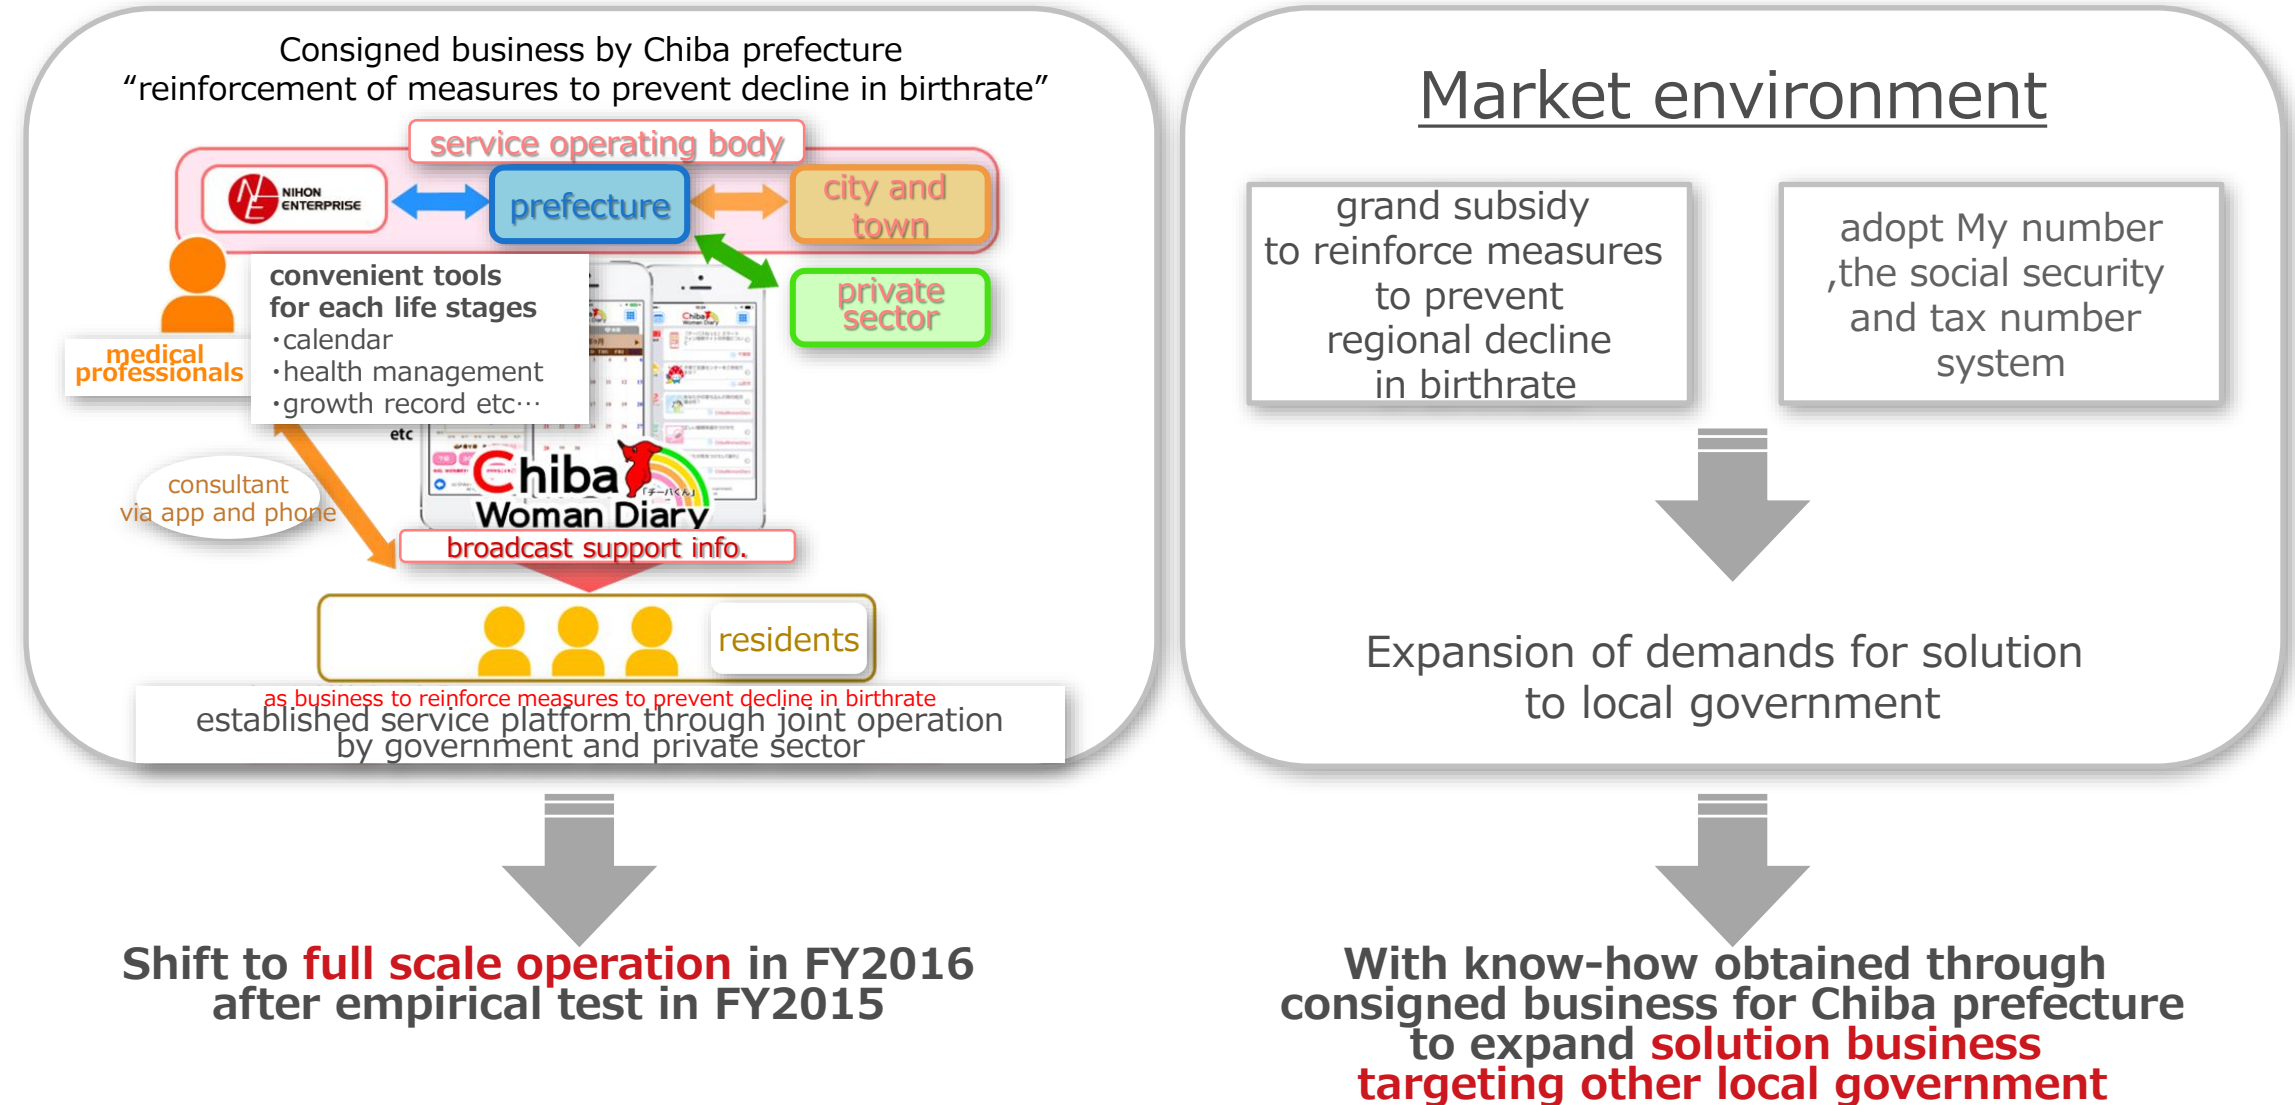 Consigned business by Chiba prefecture
“reinforcement of measures to prevent decline in birthrate”
service operating body
NIHON
ENTERPRISE
prefecture
city and
town
private
sector
medical
professionals
convenient tools
for each life stages
・calendar
・health management
・growth record etc…
etc
consultant
via app and phone
Chiba
Woman Diary
「チーバくん」
broadcast support info.
residents
as business to reinforce measures to prevent decline in birthrate
established service platform through joint operation
by government and private sector
Shift to full scale operation in FY2016
after empirical test in FY2015
Market environment
grand subsidy
to reinforce measures
to prevent
regional decline
in birthrate
adopt My number
,the social security
and tax number
system
Expansion of demands for solution
to local government
With know-how obtained through
consigned business for Chiba prefecture
to expand solution business
targeting other local government